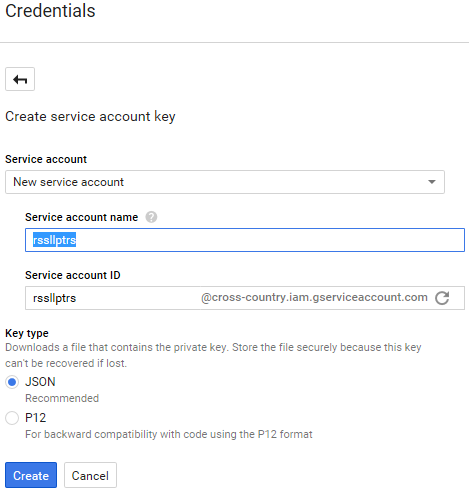 Credentials
Create service account key
Service account
New service account
Service account name
rssllptrs
Service account ID
rssllptrs @cross-country.iam.gserviceaccount.com
Key type
Downloads a file that contains the private key. Store the file securely because this key
can't be recovered if lost.
JSON
Recommended
P12
For backward compatibility with code using the P12 format
Create Cancel